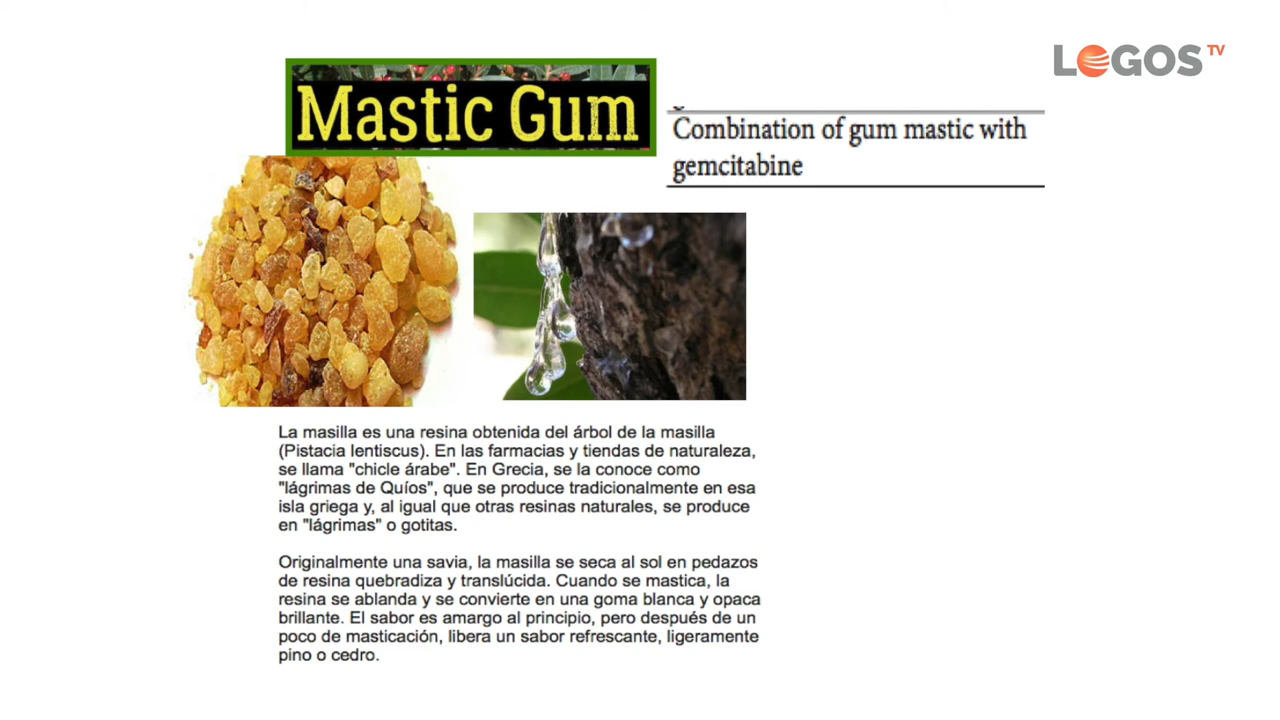 LOGOS TV
Mastic Gum
Combination of gum mastic with
gemcitabine
La masilla es una resina obtenida del árbol de la masilla
(Pistacia lentiscus). En las farmacias y tiendas de naturaleza,
se llama "chicle árabe". En Grecia, se la conoce como
"lágrimas de Quíos", que se produce tradicionalmente en esa
isla griega y, al igual que otras resinas naturales, se produce
en "lágrimas" o gotitas.
Originalmente una savia, la masilla se seca al sol en pedazos
de resina quebradiza y translúcida. Cuando se mastica, la
resina se ablanda y se convierte en una goma blanca y opaca
brillante. El sabor es amargo al principio, pero después de un
poco de masticación, libera un sabor refrescante, ligeramente
pino o cedro.